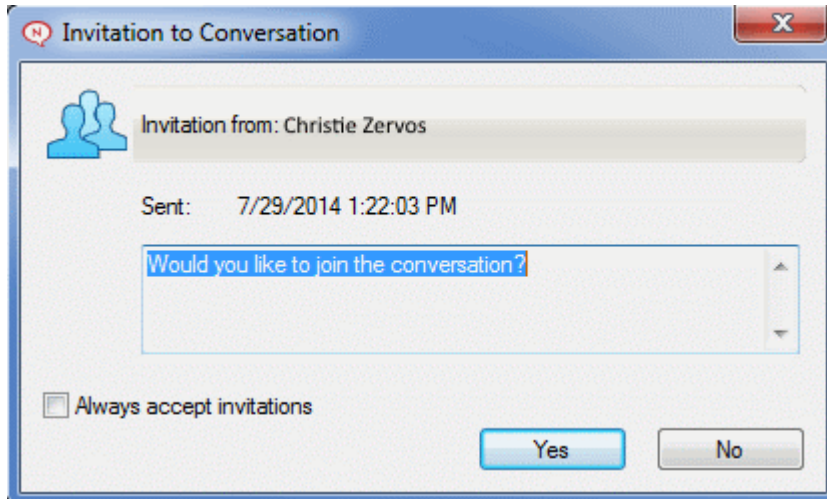 Invitation to Conversation
Invitation from: Christie Zervos
Sent: 7/29/2014 1:22:03 PM
Would you like to join the conversation?
Always accept invitations
Yes No